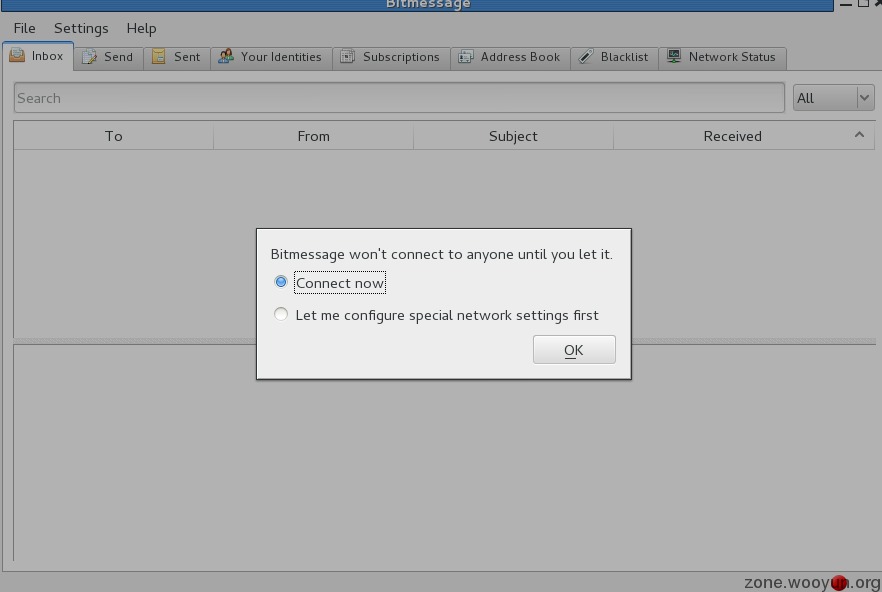 Bitmessage
File Settings Help
Inbox Send Sent Your Identities Subscriptions Address Book Blacklist Network Status
Search All
To From Subject Received
Bitmessage won't connect to anyone until you let it.
Connect now
Let me configure special network settings first
OK
zone.wooyun.org